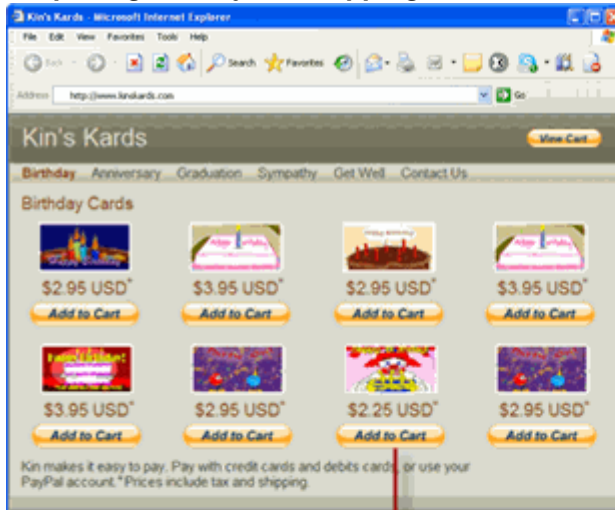 Kin's Kards - Microsoft Internet Explorer
File Edit View Favorites Tools Help
Back Search Favorites
Address http://www.kinskards.com Go
Kin's Kards View Cart
Birthday Anniversary Graduation Sympathy Get Well Contact Us
Birthday Cards
$2.95 USD* $3.95 USD* $2.95 USD* $3.95 USD*
Add to Cart Add to Cart Add to Cart Add to Cart
$3.95 USD* $2.95 USD* $2.25 USD* $2.95 USD*
Add to Cart Add to Cart Add to Cart Add to Cart
Kin makes it easy to pay. Pay with credit cards and debits cards, or use your
PayPal account. *Prices include tax and shipping.